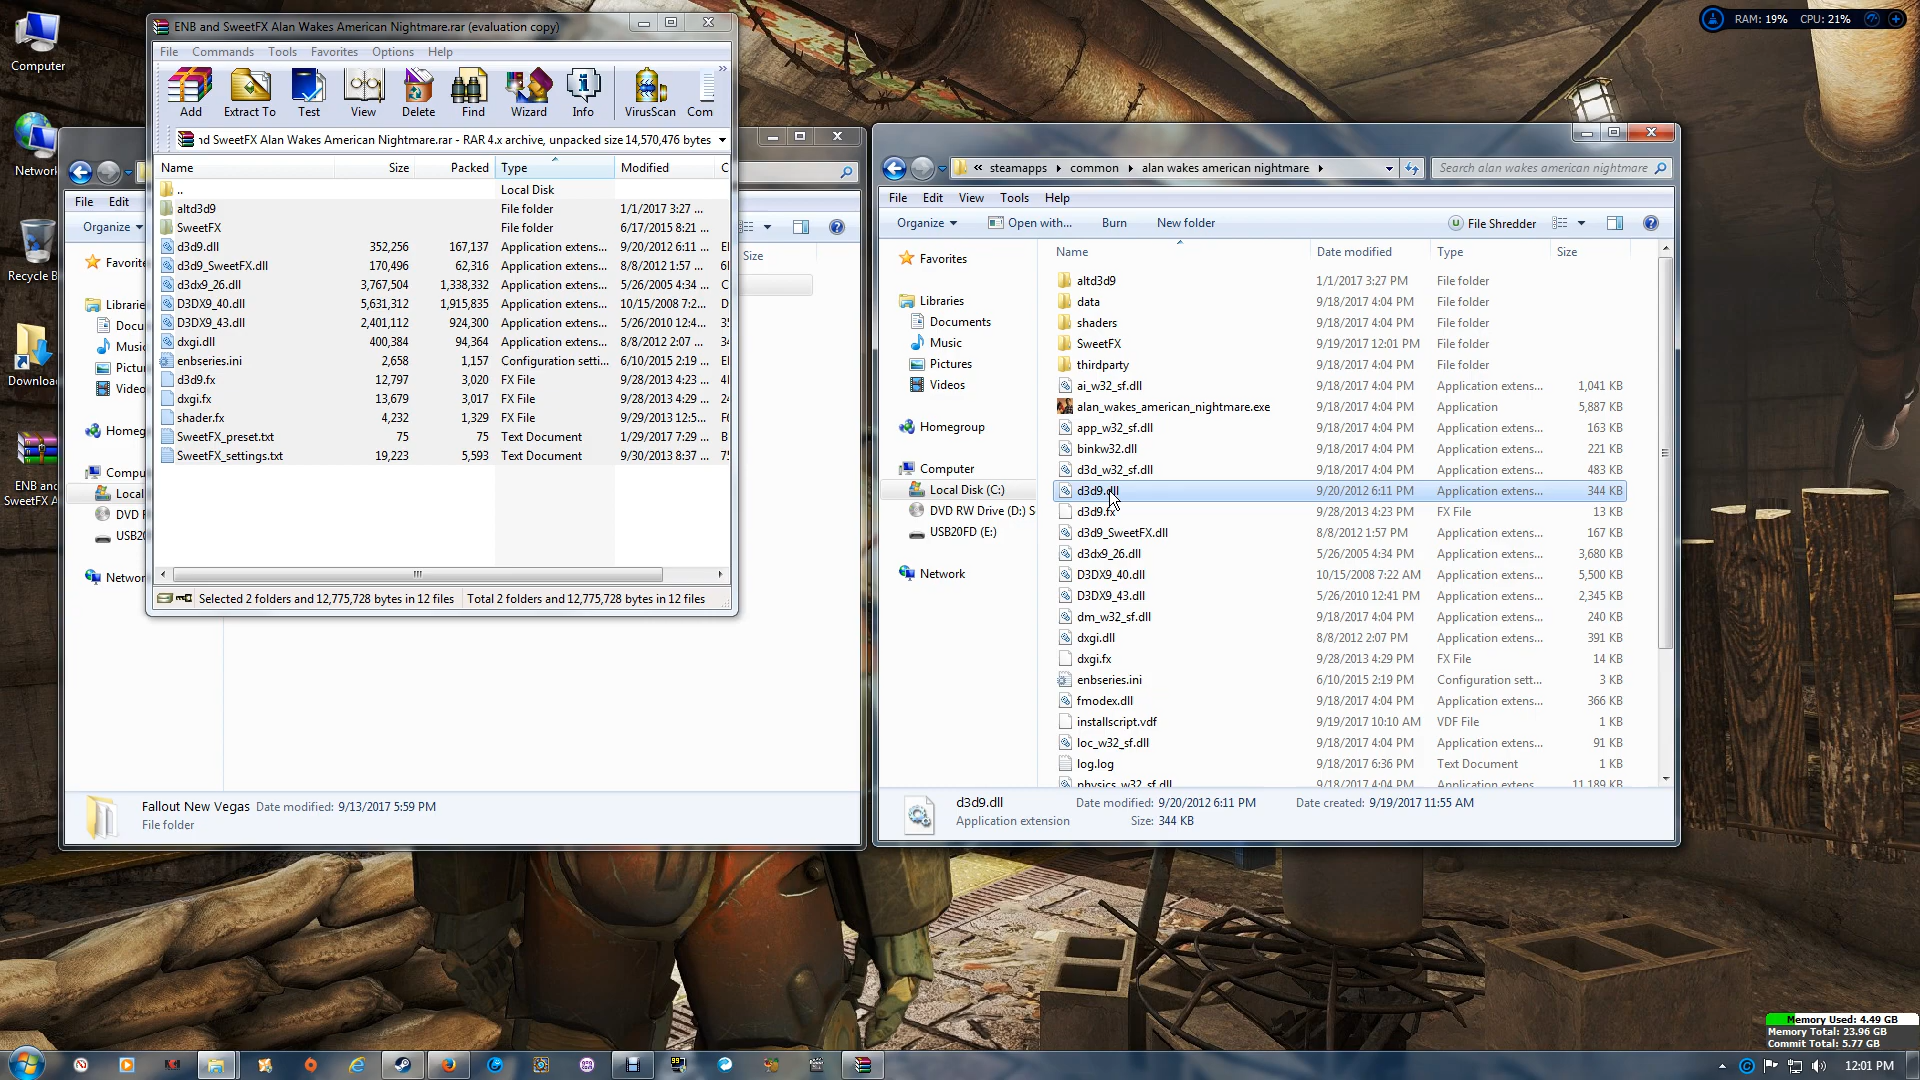 Computer
Network
Recycle B
Downloa
ENB and
SweetFX A
RAM: 19% CPU: 21%
ENB and SweetFX Alan Wakes American Nightmare.rar (evaluation copy)
File Commands Tools Favorites Options Help
Add Extract To Test View Delete Find Wizard Info VirusScan Com
nd SweetFX Alan Wakes American Nightmare.rar - RAR 4.x archive, unpacked size 14,570,476 bytes
Name Size Packed Type Modified C
.. Local Disk
altd3d9 File folder 1/1/2017 3:27 ...
SweetFX File folder 6/17/2015 8:21 ...
d3d9.dll 352,256 167,137 Application extens... 9/20/2012 6:11 ... El
d3d9_SweetFX.dll 170,496 62,316 Application extens... 8/8/2012 1:57 ... 6l
d3dx9_26.dll 3,767,504 1,338,332 Application extens... 5/26/2005 4:34 ... C
D3DX9_40.dll 5,631,312 1,915,835 Application extens... 10/15/2008 7:2... D
D3DX9_43.dll 2,401,112 924,300 Application extens... 5/26/2010 12:4...
dxgi.dll 400,384 94,364 Application extens... 8/8/2012 2:07 ...
enbseries.ini 2,658 1,157 Configuration setti... 6/10/2015 2:19 ...
d3d9.fx 12,797 3,020 FX File 9/28/2013 4:23 ...
dxgi.fx 13,679 3,017 FX File 9/28/2013 4:29 ...
shader.fx 4,232 1,329 FX File 9/29/2013 12:5...
SweetFX_preset.txt 75 75 Text Document 1/29/2017 7:29 ... B
SweetFX_settings.txt 19,223 5,593 Text Document 9/30/2013 8:37 ...
Selected 2 folders and 12,775,728 bytes in 12 files Total 2 folders and 12,775,728 bytes in 12 files
File Edit
Organize
Size
Favorite
Librarie
Docu
Music
Pictu
Video
Homeg
Compu
Local
DVD F
USB20
Networ
Fallout New Vegas Date modified: 9/13/2017 5:59 PM
File folder
« steamapps common alan wakes american nightmare Search alan wakes american nightmare
File Edit View Tools Help
Organize Open with... Burn New folder File Shredder
Favorites
Libraries
Documents
Music
Pictures
Videos
Homegroup
Computer
Local Disk (C:)
DVD RW Drive (D:) S
USB20FD (E:)
Network
Name Date modified Type Size
altd3d9 1/1/2017 3:27 PM File folder
data 9/18/2017 4:04 PM File folder
shaders 9/18/2017 4:04 PM File folder
SweetFX 9/19/2017 12:01 PM File folder
thirdparty 9/18/2017 4:04 PM File folder
ai_w32_sf.dll 9/18/2017 4:04 PM Application extens... 1,041 KB
alan_wakes_american_nightmare.exe 9/18/2017 4:04 PM Application 5,887 KB
app_w32_sf.dll 9/18/2017 4:04 PM Application extens... 163 KB
binkw32.dll 9/18/2017 4:04 PM Application extens... 221 KB
d3d_w32_sf.dll 9/18/2017 4:04 PM Application extens... 483 KB
d3d9.dll 9/20/2012 6:11 PM Application extens... 344 KB
d3d9.fx 9/28/2013 4:23 PM FX File 13 KB
d3d9_SweetFX.dll 8/8/2012 1:57 PM Application extens... 167 KB
d3dx9_26.dll 5/26/2005 4:34 PM Application extens... 3,680 KB
D3DX9_40.dll 10/15/2008 7:22 AM Application extens... 5,500 KB
D3DX9_43.dll 5/26/2010 12:41 PM Application extens... 2,345 KB
dm_w32_sf.dll 9/18/2017 4:04 PM Application extens... 240 KB
dxgi.dll 8/8/2012 2:07 PM Application extens... 391 KB
dxgi.fx 9/28/2013 4:29 PM FX File 14 KB
enbseries.ini 6/10/2015 2:19 PM Configuration sett... 3 KB
fmodex.dll 9/18/2017 4:04 PM Application extens... 366 KB
installscript.vdf 9/19/2017 10:10 AM VDF File 1 KB
loc_w32_sf.dll 9/18/2017 4:04 PM Application extens... 91 KB
log.log 9/18/2017 6:36 PM Text Document 1 KB
physics_w32_sf.dll 9/18/2017 4:04 PM Application extens... 11,189 KB
d3d9.dll Date modified: 9/20/2012 6:11 PM Date created: 9/19/2017 11:55 AM
Application extension Size: 344 KB
Memory Used: 4.49 GB
Memory Total: 23.96 GB
Commit Total: 5.77 GB
12:01 PM